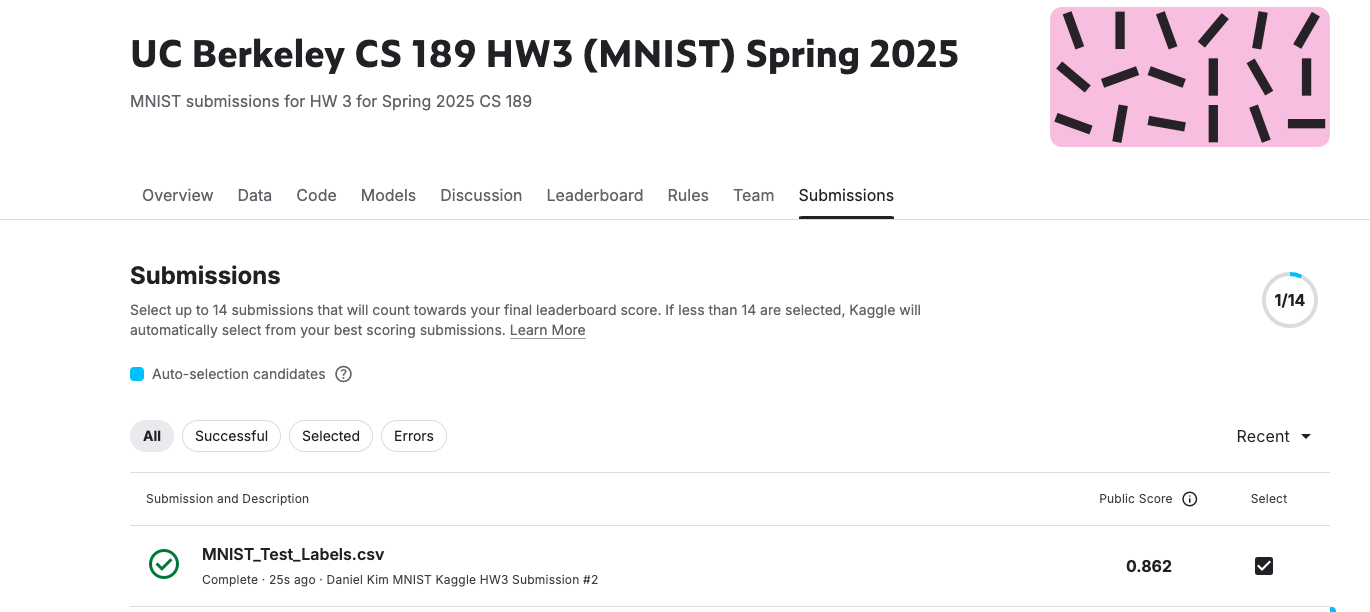 UC Berkeley CS 189 HW3 (MNIST) Spring 2025
MNIST submissions for HW 3 for Spring 2025 CS 189
Overview Data Code Models Discussion Leaderboard Rules Team Submissions
Submissions
Select up to 14 submissions that will count towards your final leaderboard score. If less than 14 are selected, Kaggle will
automatically select from your best scoring submissions. Learn More
1/14
Auto-selection candidates ?
All Successful Selected Errors Recent
Submission and Description Public Score Select
MNIST_Test_Labels.csv
Complete · 25s ago · Daniel Kim MNIST Kaggle HW3 Submission #2
0.862